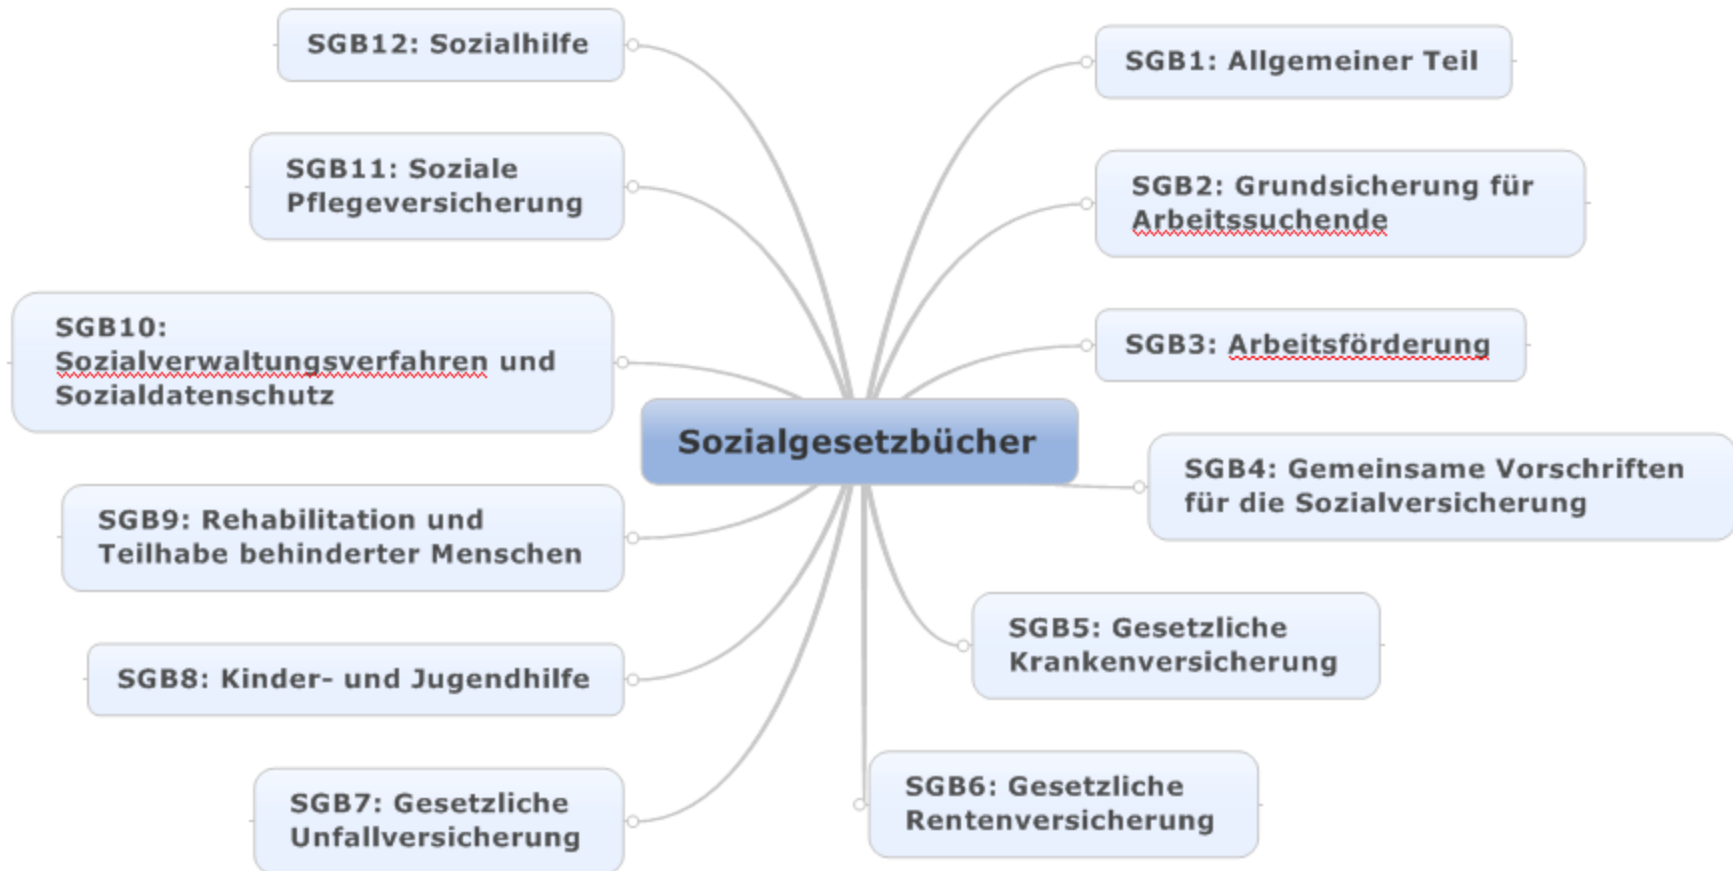 Sozialgesetzbücher
SGB1: Allgemeiner Teil
SGB2: Grundsicherung für
Arbeitssuchende
SGB3: Arbeitsförderung
SGB4: Gemeinsame Vorschriften
für die Sozialversicherung
SGB5: Gesetzliche
Krankenversicherung
SGB6: Gesetzliche
Rentenversicherung
SGB7: Gesetzliche
Unfallversicherung
SGB8: Kinder- und Jugendhilfe
SGB9: Rehabilitation und
Teilhabe behinderter Menschen
SGB10:
Sozialverwaltungsverfahren und
Sozialdatenschutz
SGB11: Soziale
Pflegeversicherung
SGB12: Sozialhilfe